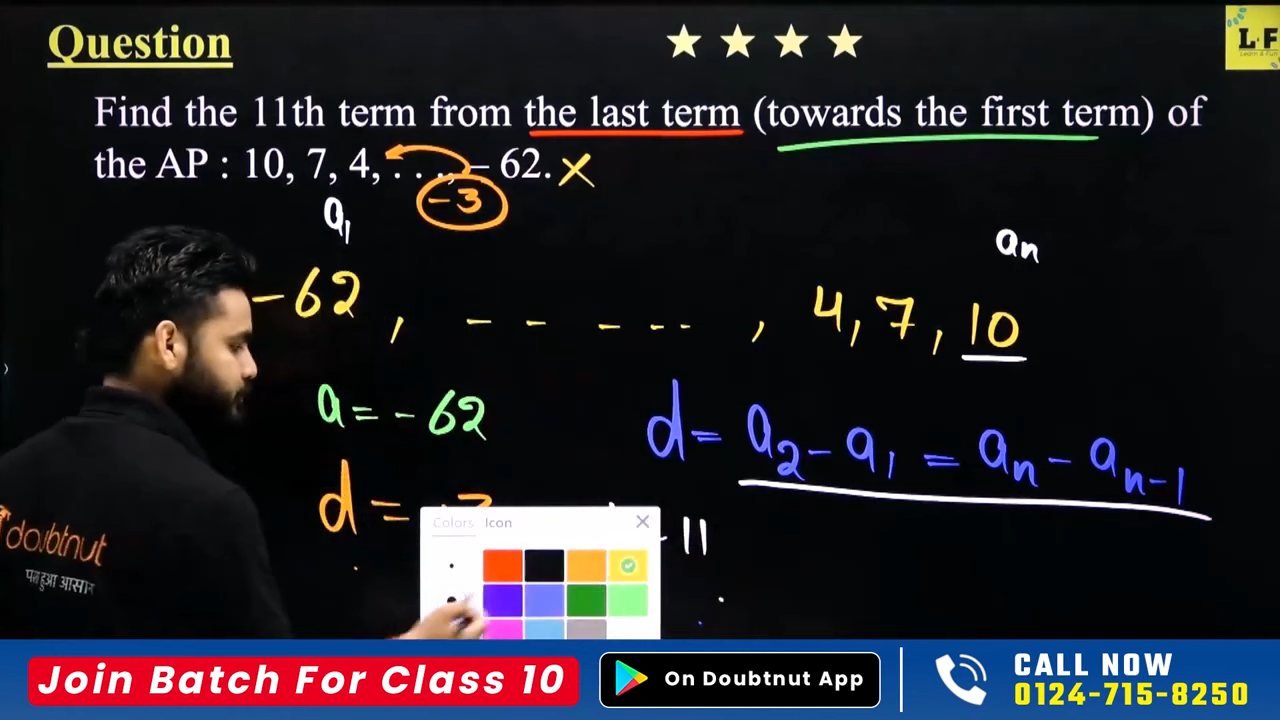 Question
L·F
Learn & Fun
Find the 11th term from the last term (towards the first term) of
the AP : 10, 7, 4, . . ., – 62. ×
-3
a₁
aₙ
-62, - - - - - -, 4, 7, 10
a = -62
d = a₂ - a₁ = aₙ - aₙ₋₁
d =
11
Colors Icon ×
doubtnut
पढ़ना हुआ आसान
Join Batch For Class 10
On Doubtnut App
CALL NOW
0124-715-8250